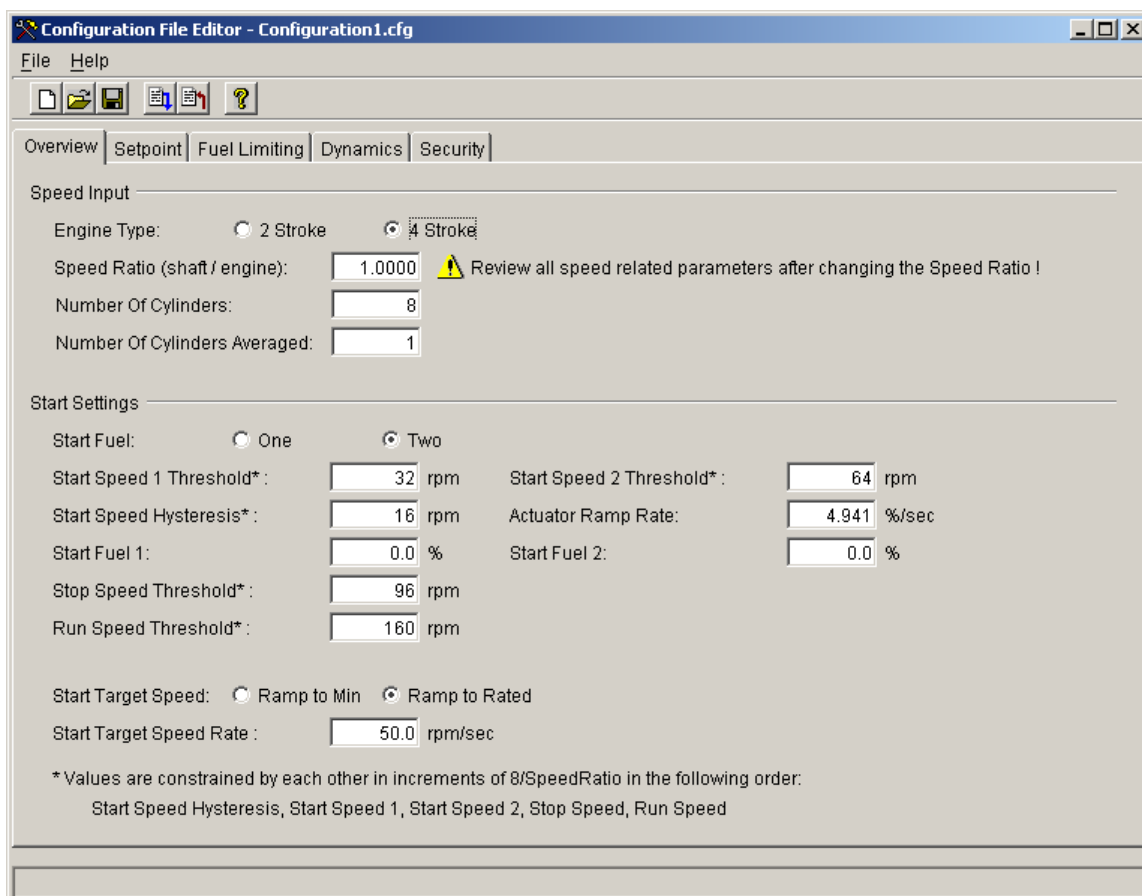 Configuration File Editor - Configuration1.cfg
File Help
Overview Setpoint Fuel Limiting Dynamics Security
Speed Input
Engine Type: 2 Stroke 4 Stroke
Speed Ratio (shaft / engine): 1.0000 Review all speed related parameters after changing the Speed Ratio !
Number Of Cylinders: 8
Number Of Cylinders Averaged: 1
Start Settings
Start Fuel: One Two
Start Speed 1 Threshold* : 32 rpm Start Speed 2 Threshold* : 64 rpm
Start Speed Hysteresis* : 16 rpm Actuator Ramp Rate: 4.941 %/sec
Start Fuel 1: 0.0 % Start Fuel 2: 0.0 %
Stop Speed Threshold* : 96 rpm
Run Speed Threshold* : 160 rpm
Start Target Speed: Ramp to Min Ramp to Rated
Start Target Speed Rate : 50.0 rpm/sec
* Values are constrained by each other in increments of 8/SpeedRatio in the following order:
Start Speed Hysteresis, Start Speed 1, Start Speed 2, Stop Speed, Run Speed